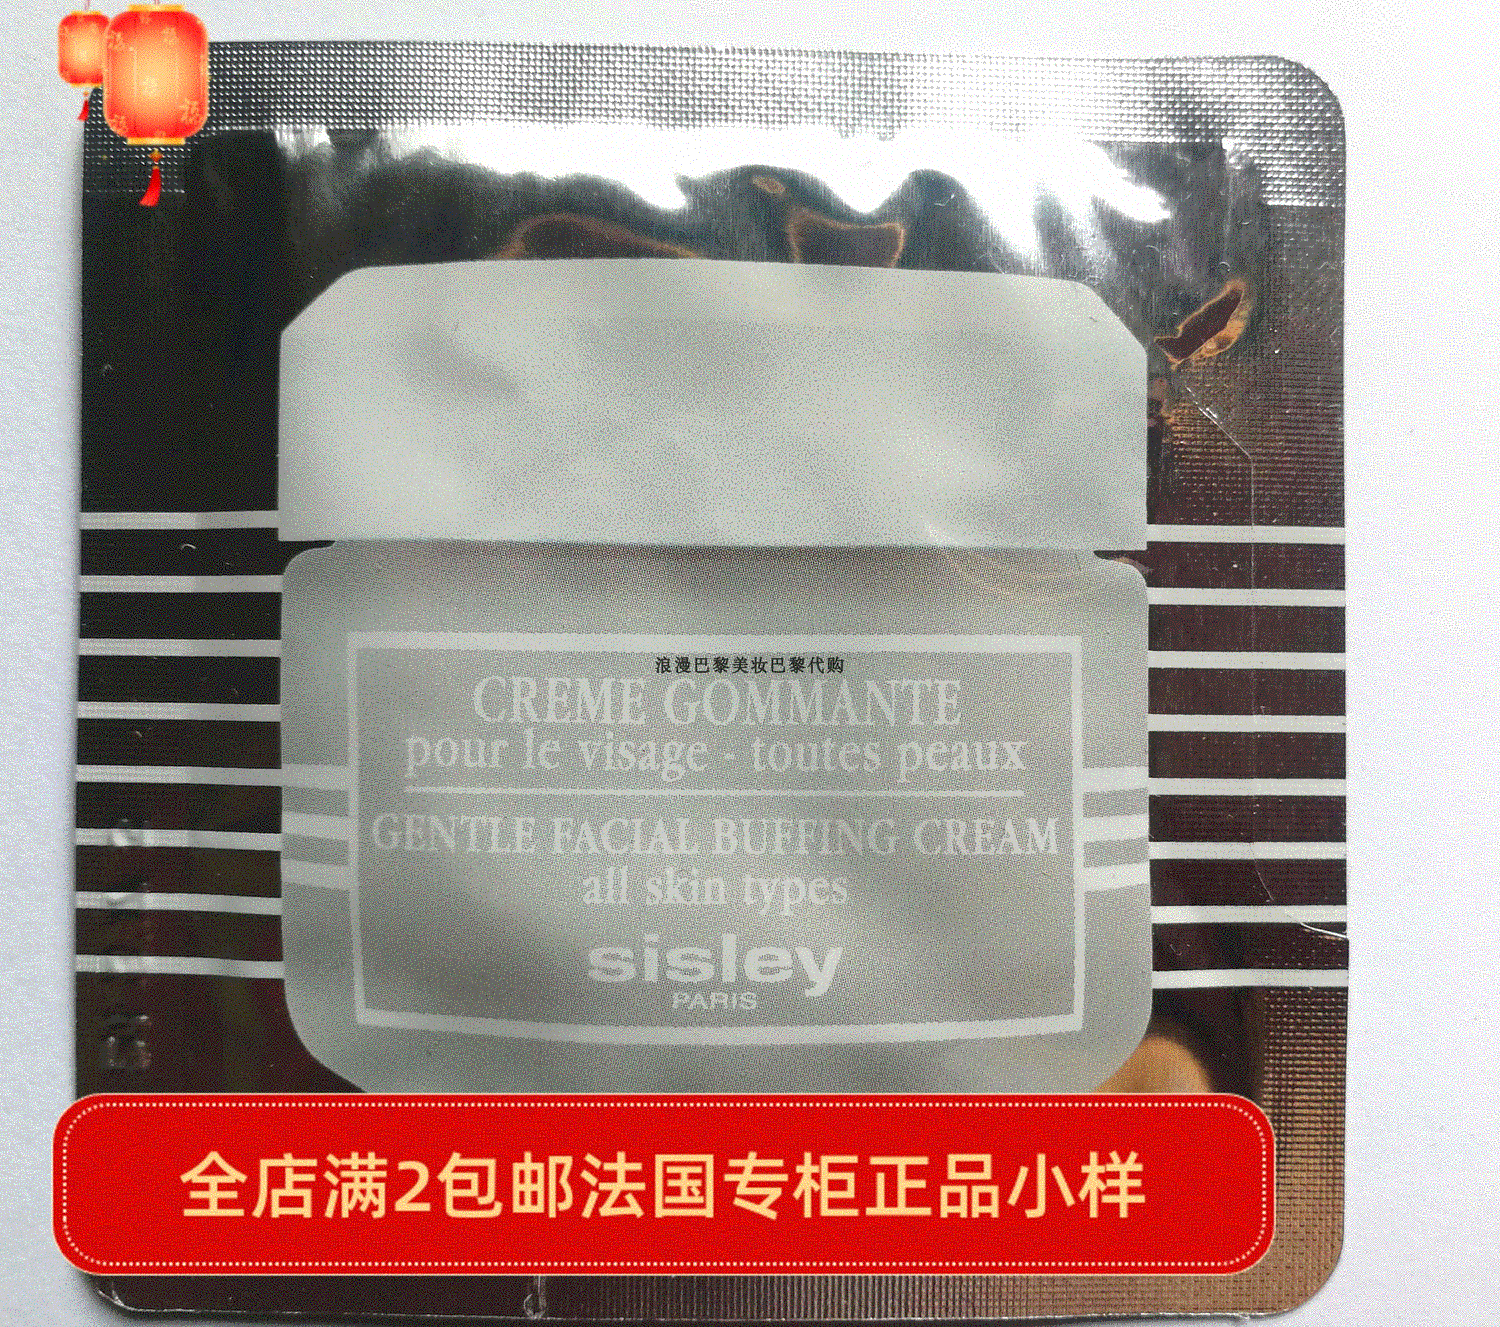 浪漫巴黎美妆巴黎代购
CREME GOMMANTE
pour le visage - toutes peaux
GENTLE FACIAL BUFFING CREAM
all skin types
sisley
PARIS
全店满2包邮法国专柜正品小样